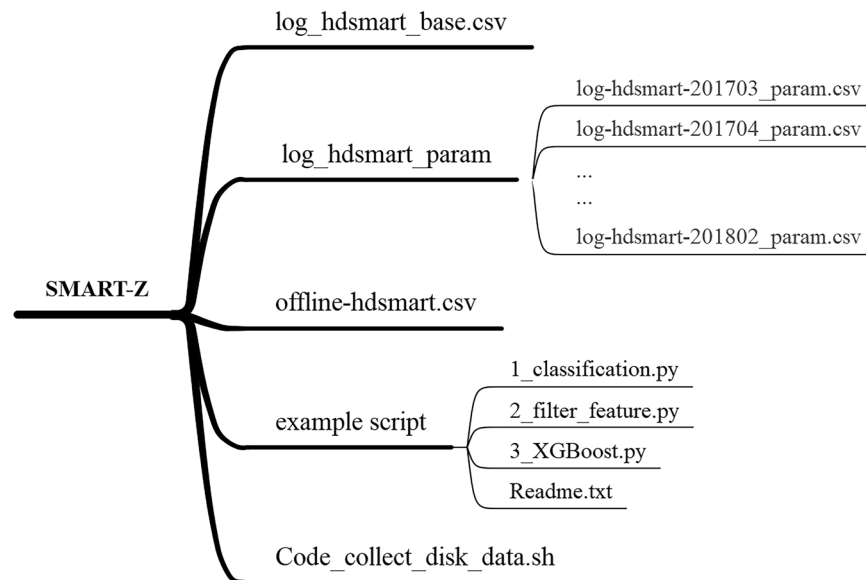 log_hdsmart_base.csv
log-hdsmart-201703_param.csv
log-hdsmart-201704_param.csv
log_hdsmart_param
...
...
log-hdsmart-201802_param.csv
SMART-Z
offline-hdsmart.csv
1_classification.py
2_filter_feature.py
example script
3_XGBoost.py
Readme.txt
Code_collect_disk_data.sh